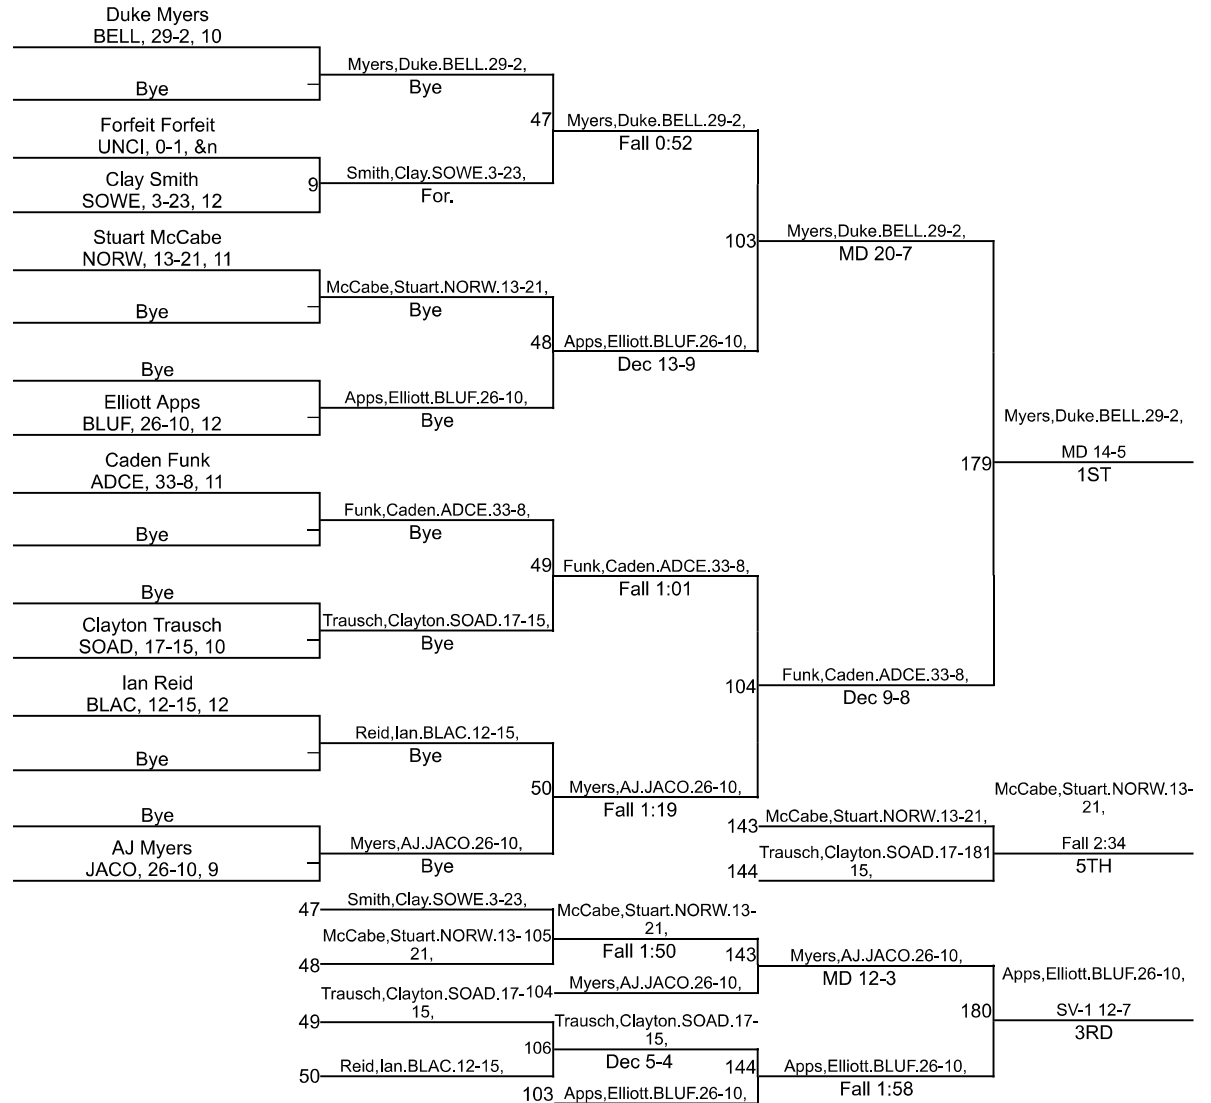 Duke Myers
BELL, 29-2, 10
Myers,Duke.BELL.29-2,
Bye
Bye
Forfeit Forfeit
UNCI, 0-1, &n
47
Myers,Duke.BELL.29-2,
Fall 0:52
Clay Smith
SOWE, 3-23, 12
9
Smith,Clay.SOWE.3-23,
For.
Stuart McCabe
NORW, 13-21, 11
103
Myers,Duke.BELL.29-2,
MD 20-7
McCabe,Stuart.NORW.13-21,
Bye
Bye
48
Apps,Elliott.BLUF.26-10,
Dec 13-9
Bye
Elliott Apps
BLUF, 26-10, 12
Apps,Elliott.BLUF.26-10,
Bye
Myers,Duke.BELL.29-2,
179
MD 14-5
1ST
Caden Funk
ADCE, 33-8, 11
Funk,Caden.ADCE.33-8,
Bye
Bye
49
Funk,Caden.ADCE.33-8,
Fall 1:01
Bye
Clayton Trausch
SOAD, 17-15, 10
Trausch,Clayton.SOAD.17-15,
Bye
Ian Reid
BLAC, 12-15, 12
104
Funk,Caden.ADCE.33-8,
Dec 9-8
Reid,Ian.BLAC.12-15,
Bye
Bye
50
Myers,AJ.JACO.26-10,
Fall 1:19
Bye
AJ Myers
JACO, 26-10, 9
Myers,AJ.JACO.26-10,
Bye
143
McCabe,Stuart.NORW.13-21,
McCabe,Stuart.NORW.13-
21,
144
Trausch,Clayton.SOAD.17-181
15,
Fall 2:34
5TH
47
Smith,Clay.SOWE.3-23,
McCabe,Stuart.NORW.13-
21,
48
McCabe,Stuart.NORW.13-105
21,
Fall 1:50
143
Myers,AJ.JACO.26-10,
MD 12-3
104
Myers,AJ.JACO.26-10,
Trausch,Clayton.SOAD.17-
15,
49
Trausch,Clayton.SOAD.17-
15,
106
Dec 5-4
180
Apps,Elliott.BLUF.26-10,
SV-1 12-7
3RD
50
Reid,Ian.BLAC.12-15,
144
Apps,Elliott.BLUF.26-10,
Fall 1:58
103
Apps,Elliott.BLUF.26-10,